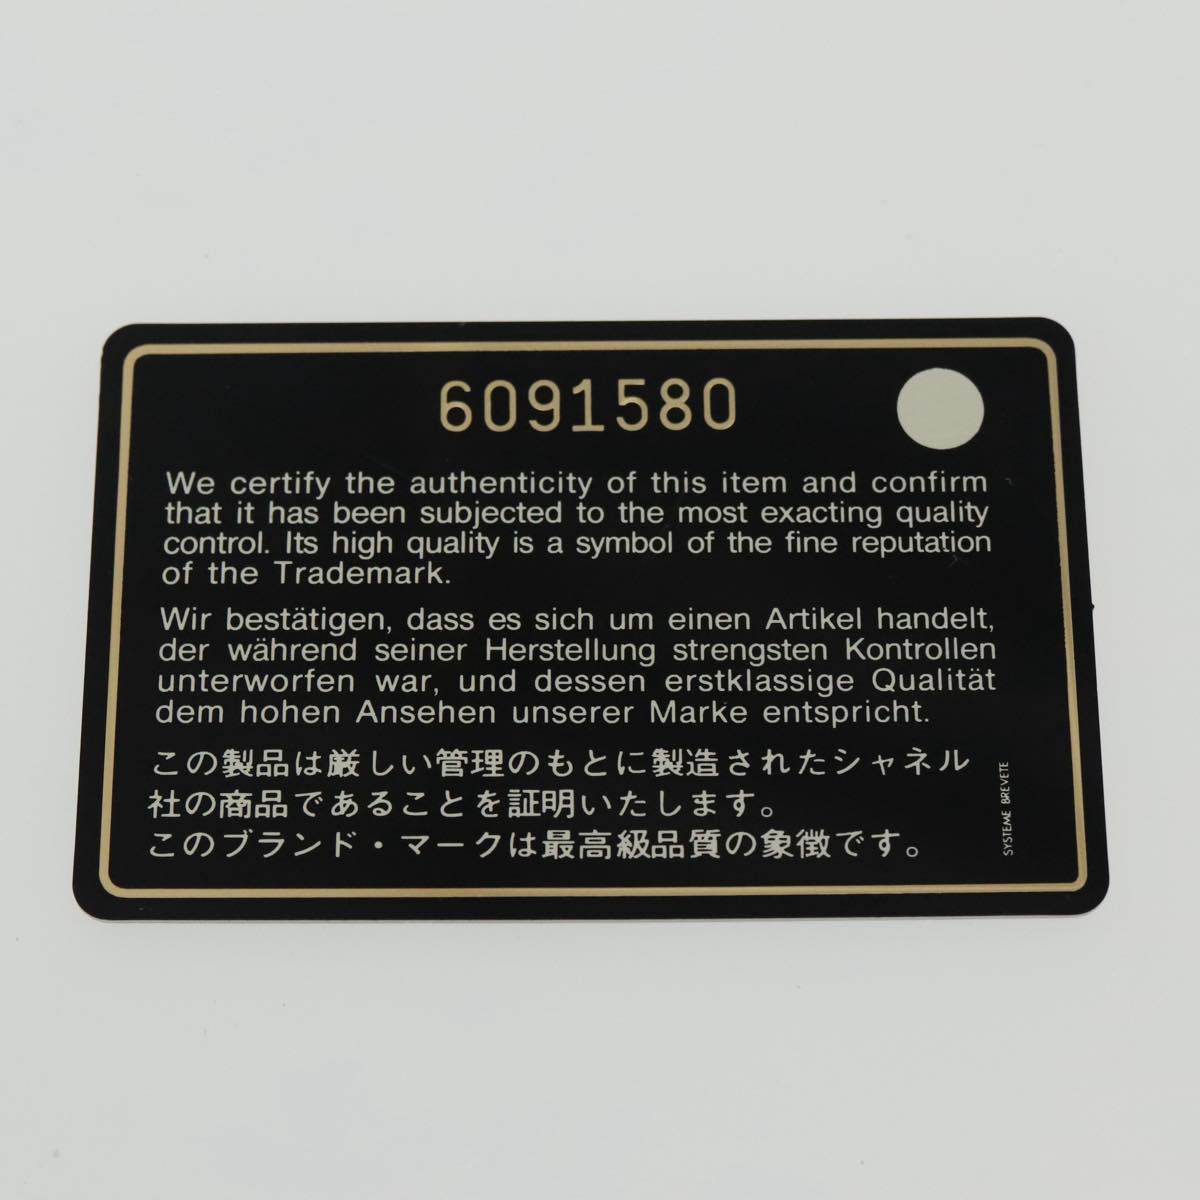 6091580
We certify the authenticity of this item and confirm
that it has been subjected to the most exacting quality
control. Its high quality is a symbol of the fine reputation
of the Trademark.
Wir bestätigen, dass es sich um einen Artikel handelt,
der während seiner Herstellung strengsten Kontrollen
unterworfen war, und dessen erstklassige Qualität
dem hohen Ansehen unserer Marke entspricht.
この製品は厳しい管理のもとに製造されたシャネル
社の商品であることを証明いたします。
このブランド・マークは最高級品質の象徴です。
SYSTEME BREVETE